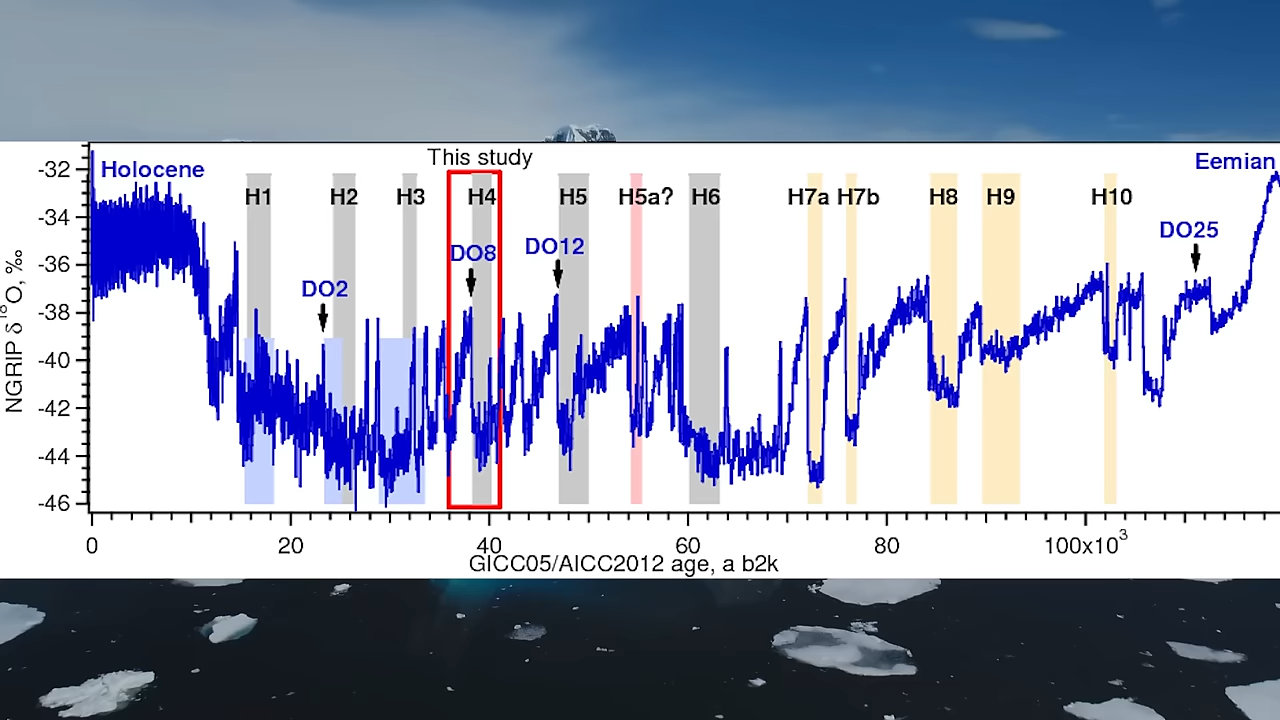 This study
Holocene
Eemian
H1
H2
H3
H4
H5
H5a?
H6
H7a
H7b
H8
H9
H10
DO2
DO8
DO12
DO25
NGRIP δ¹⁸O, ‰
-32
-34
-36
-38
-40
-42
-44
-46
0
20
40
60
80
100x10³
GICC05/AICC2012 age, a b2k